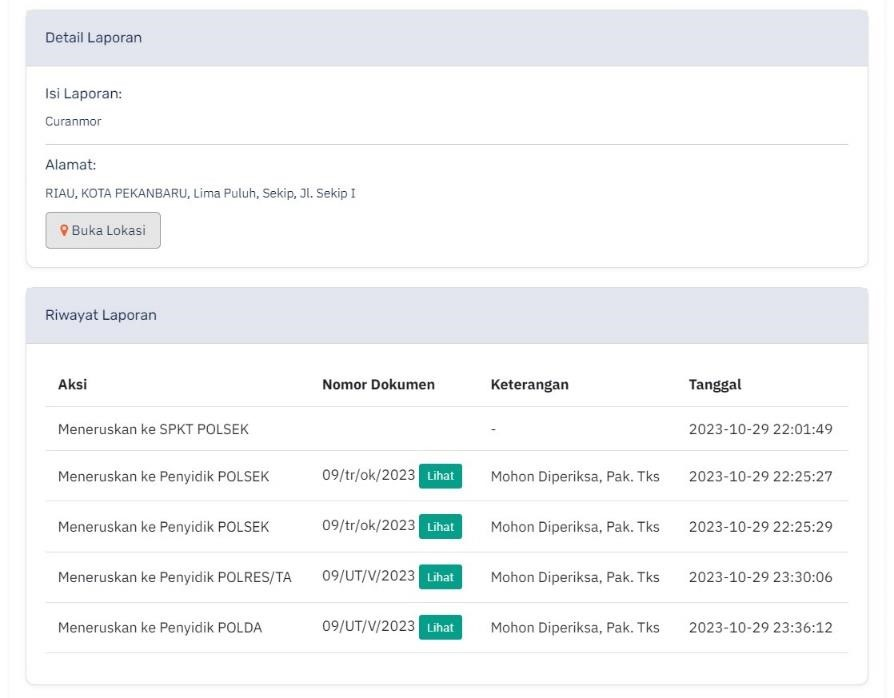 Detail Laporan
Isi Laporan:
Curanmor
Alamat:
RIAU, KOTA PEKANBARU, Lima Puluh, Sekip, Jl. Sekip I
Buka Lokasi
Riwayat Laporan
Aksi Nomor Dokumen Keterangan Tanggal
Meneruskan ke SPKT POLSEK - 2023-10-29 22:01:49
Meneruskan ke Penyidik POLSEK 09/tr/ok/2023 Lihat Mohon Diperiksa, Pak. Tks 2023-10-29 22:25:27
Meneruskan ke Penyidik POLSEK 09/tr/ok/2023 Lihat Mohon Diperiksa, Pak. Tks 2023-10-29 22:25:29
Meneruskan ke Penyidik POLRES/TA 09/UT/V/2023 Lihat Mohon Diperiksa, Pak. Tks 2023-10-29 23:30:06
Meneruskan ke Penyidik POLDA 09/UT/V/2023 Lihat Mohon Diperiksa, Pak. Tks 2023-10-29 23:36:12